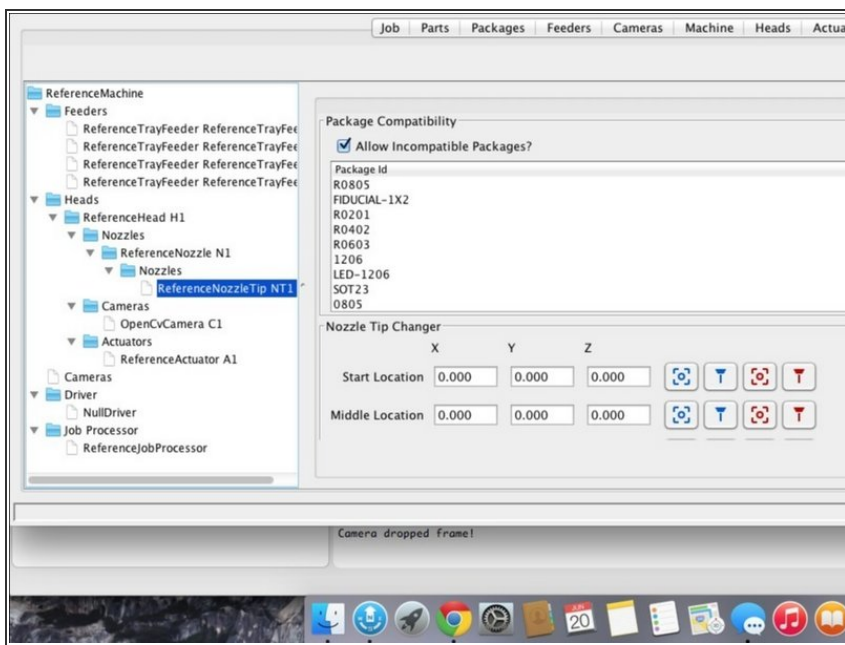 Job Parts Packages Feeders Cameras Machine Heads Actua
ReferenceMachine
Feeders
ReferenceTrayFeeder ReferenceTrayFee
ReferenceTrayFeeder ReferenceTrayFee
ReferenceTrayFeeder ReferenceTrayFee
ReferenceTrayFeeder ReferenceTrayFee
Heads
ReferenceHead H1
Nozzles
ReferenceNozzle N1
Nozzles
ReferenceNozzleTip NT1
Cameras
OpenCvCamera C1
Actuators
ReferenceActuator A1
Cameras
Driver
NullDriver
Job Processor
ReferenceJobProcessor
Package Compatibility
Allow Incompatible Packages?
Package Id
R0805
FIDUCIAL-1X2
R0201
R0402
R0603
1206
LED-1206
SOT23
0805
Nozzle Tip Changer
X Y Z
Start Location 0.000 0.000 0.000
Middle Location 0.000 0.000 0.000
Camera dropped frame!
JUN
20